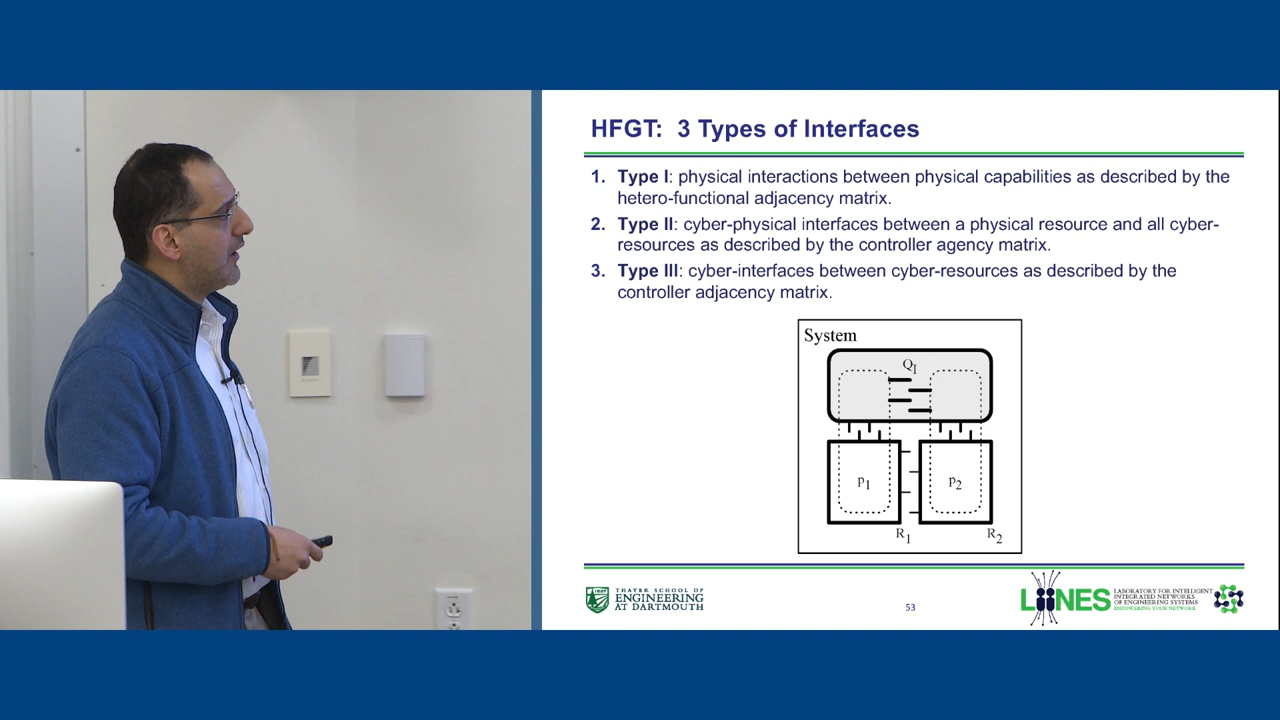 HFGT: 3 Types of Interfaces
1. Type I: physical interactions between physical capabilities as described by the
hetero-functional adjacency matrix.
2. Type II: cyber-physical interfaces between a physical resource and all cyber-
resources as described by the controller agency matrix.
3. Type III: cyber-interfaces between cyber-resources as described by the
controller adjacency matrix.
System
QI
p1
p2
R1
R2
THAYER SCHOOL OF
ENGINEERING
AT DARTMOUTH
53
LIINES
LABORATORY FOR INTELLIGENT
INTEGRATED NETWORKS
OF ENGINEERING SYSTEMS
EMPOWERING YOUR NETWORK